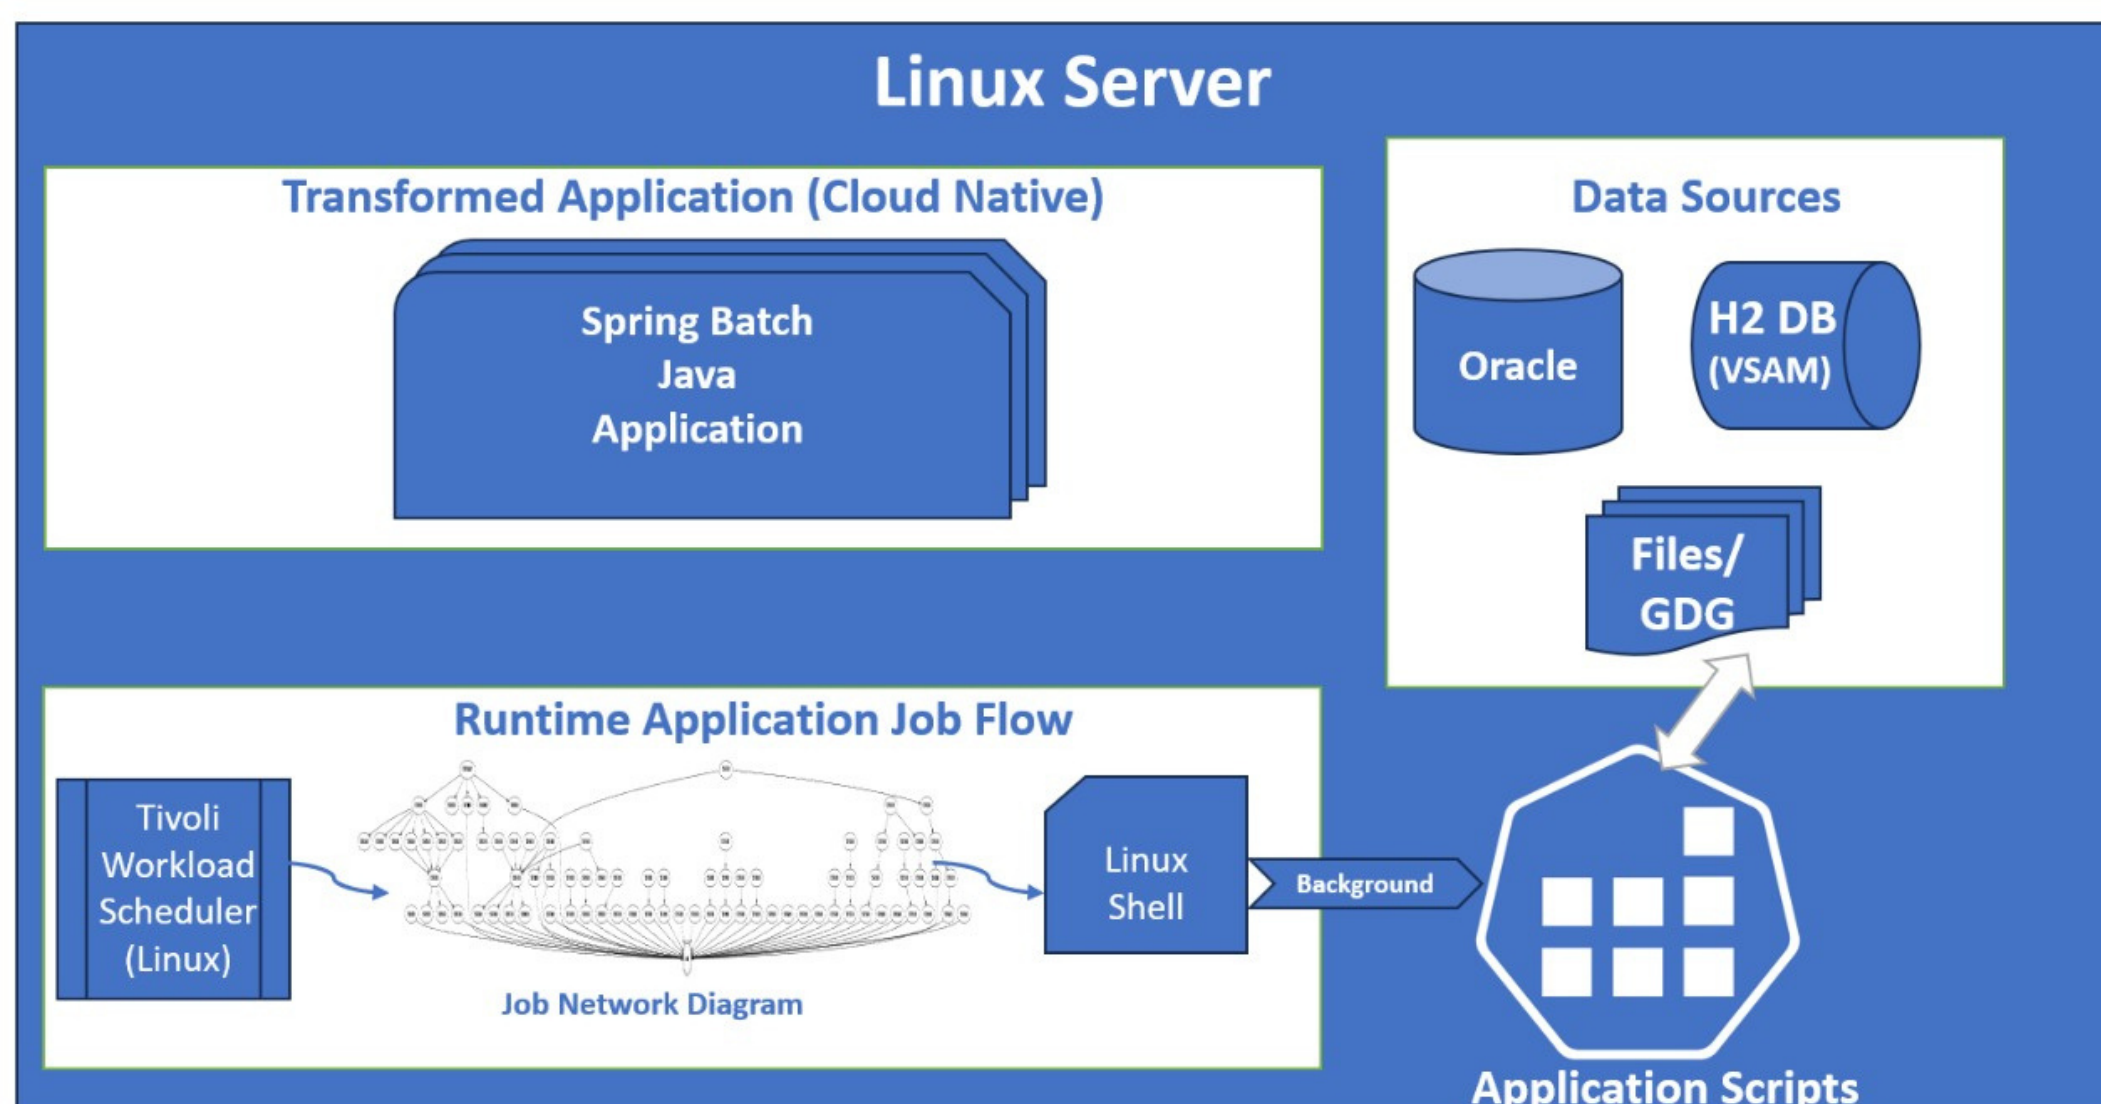 Linux Server
Transformed Application (Cloud Native)
Spring Batch
Java
Application
Data Sources
Oracle
H2 DB
(VSAM)
Files/
GDG
Runtime Application Job Flow
Tivoli
Workload
Scheduler
(Linux)
Job Network Diagram
Linux
Shell
Background
Application Scripts